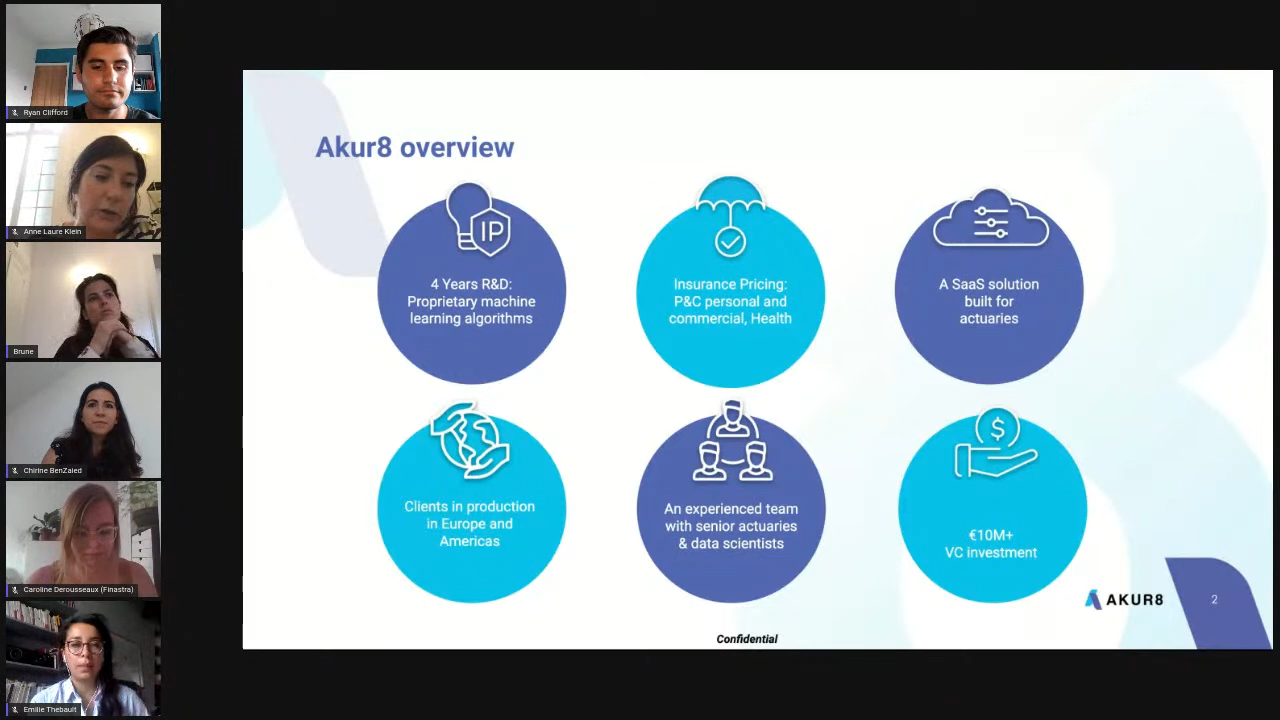 Ryan Clifford
Anne Laure Klein
Brune
Chirine BenZaied
Caroline Derousseaux (Finastra)
Emilie Thebault
Akur8 overview
IP
4 Years R&D:
Proprietary machine
learning algorithms
Insurance Pricing:
P&C personal and
commercial, Health
A SaaS solution
built for
actuaries
Clients in production
in Europe and
Americas
An experienced team
with senior actuaries
& data scientists
$
€10M+
VC investment
AKUR8
2
Confidential